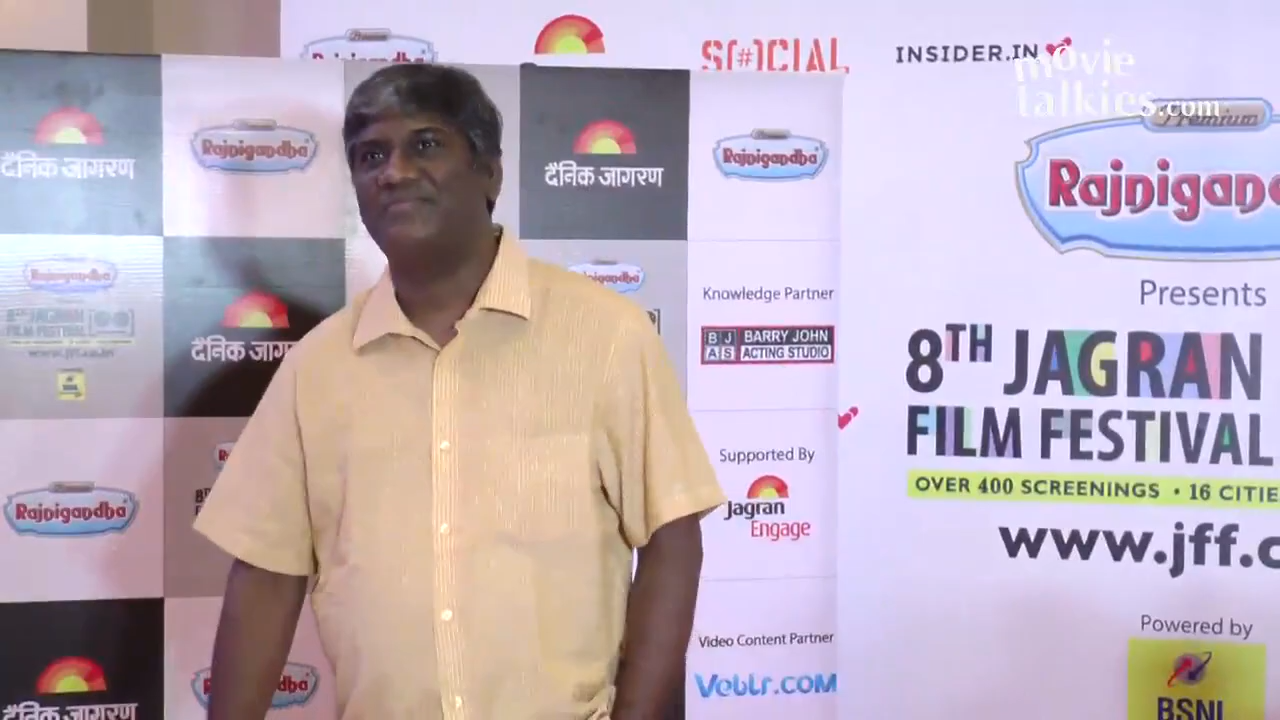 S[#]CIAL
INSIDER.IN
movie
talkies.com
Premium
Rajnigandha
दैनिक जागरण
Rajnigandha
दैनिक जागरण
Rajnigandha
Rajnigandha
8TH JAGRAN
FILM FESTIVAL
www.jff.co.in
दैनिक जाग
Knowledge Partner
BJ
AS
BARRY JOHN
ACTING STUDIO
Supported By
Jagran
Engage
Rajnigandha
Video Content Partner
Veblr.COM
दैनिक जागरण
Premium
Rajnigand
Presents
8TH JAGRAN
FILM FESTIVAL
OVER 400 SCREENINGS • 16 CITIE
www.jff.c
Powered by
BSNL